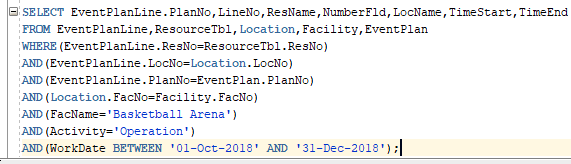 SELECT EventPlanLine.PlanNo,LineNo,ResName,NumberFld,LocName,TimeStart,TimeEnd
FROM EventPlanLine,ResourceTbl,Location,Facility,EventPlan
WHERE(EventPlanLine.ResNo=ResourceTbl.ResNo)
AND(EventPlanLine.LocNo=Location.LocNo)
AND(EventPlanLine.PlanNo=EventPlan.PlanNo)
AND(Location.FacNo=Facility.FacNo)
AND(FacName='Basketball Arena')
AND(Activity='Operation')
AND(WorkDate BETWEEN '01-Oct-2018' AND '31-Dec-2018');